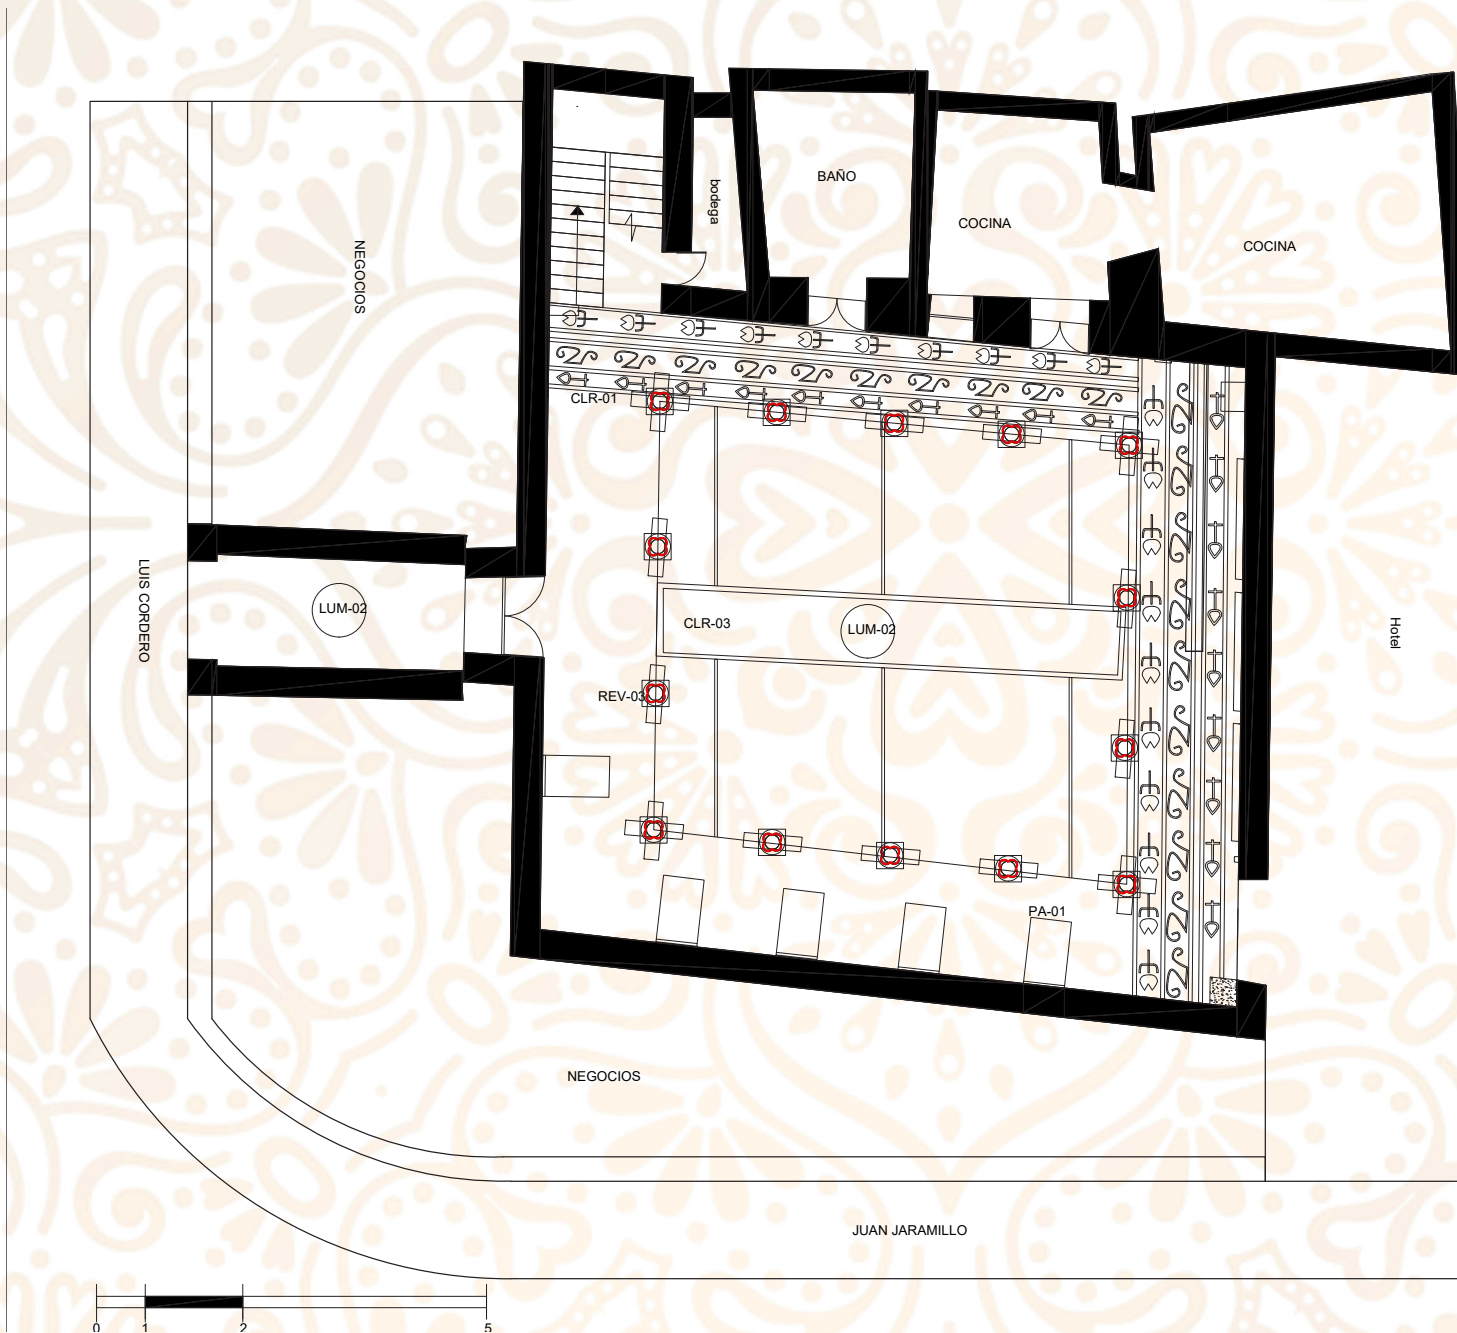 BAÑO
bodega
COCINA
COCINA
NEGOCIOS
CLR-01
LUIS CORDERO
LUM-02
CLR-03
LUM-02
Hotel
REV-03
PA-01
NEGOCIOS
JUAN JARAMILLO
0 1 2 5